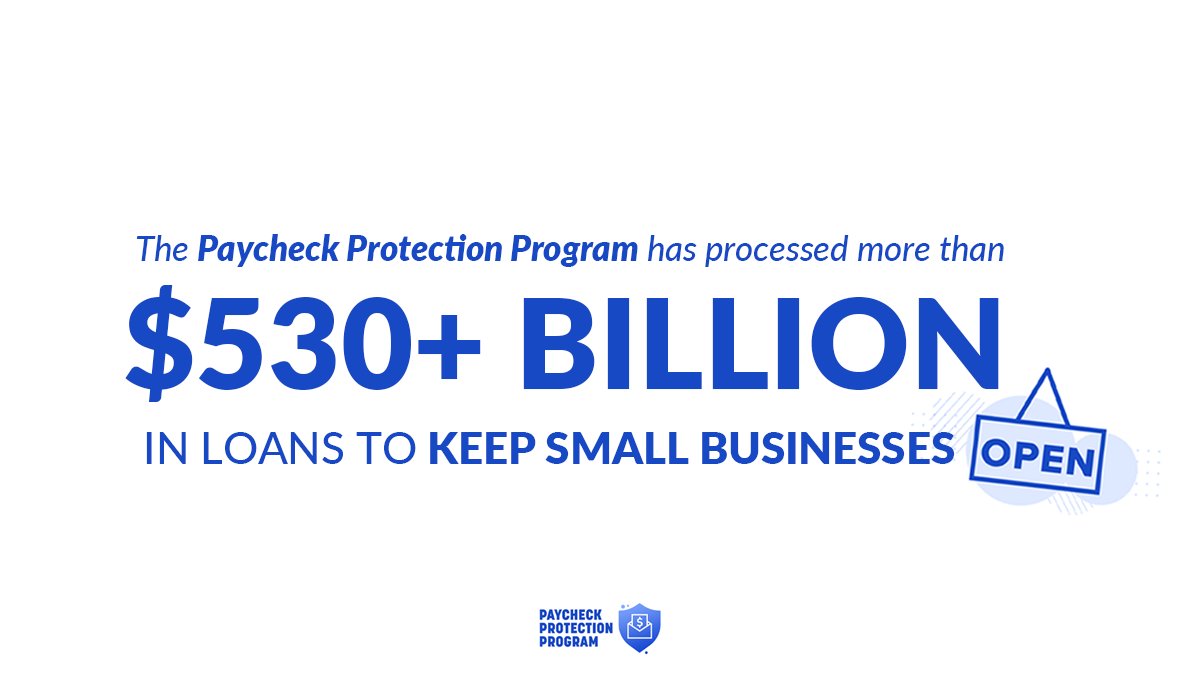 The Paycheck Protection Program has processed more than
$530+ BILLION
IN LOANS TO KEEP SMALL BUSINESSES OPEN
PAYCHECK
PROTECTION
PROGRAM
$